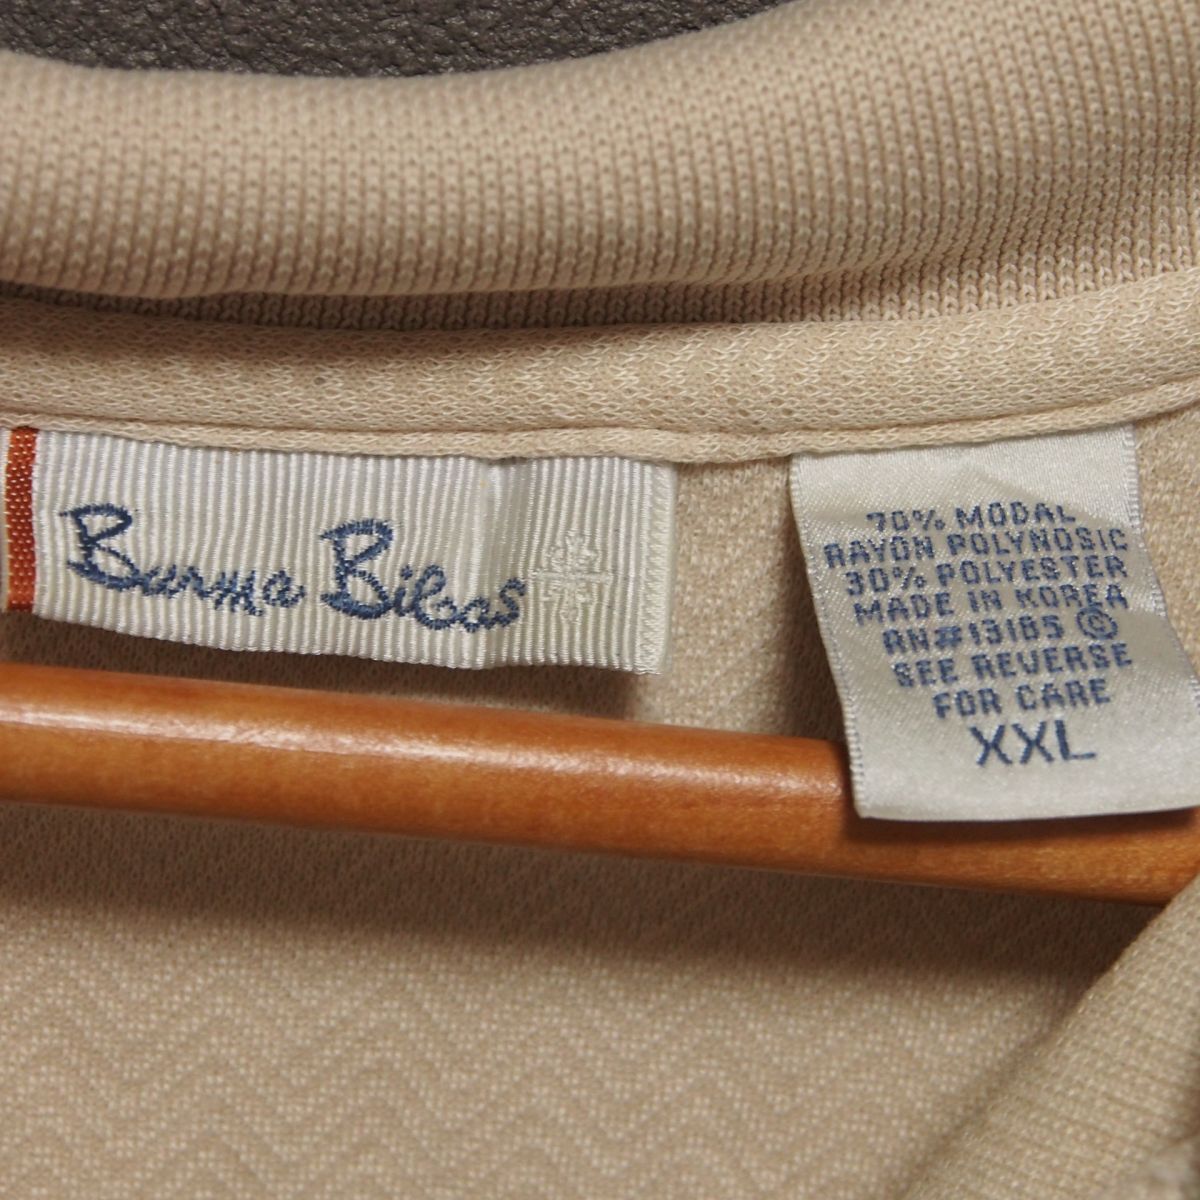 Burma Bibas
70% MODAL
RAYON POLYNOSIC
30% POLYESTER
MADE IN KOREA
RN#13185 ©
SEE REVERSE
FOR CARE
XXL